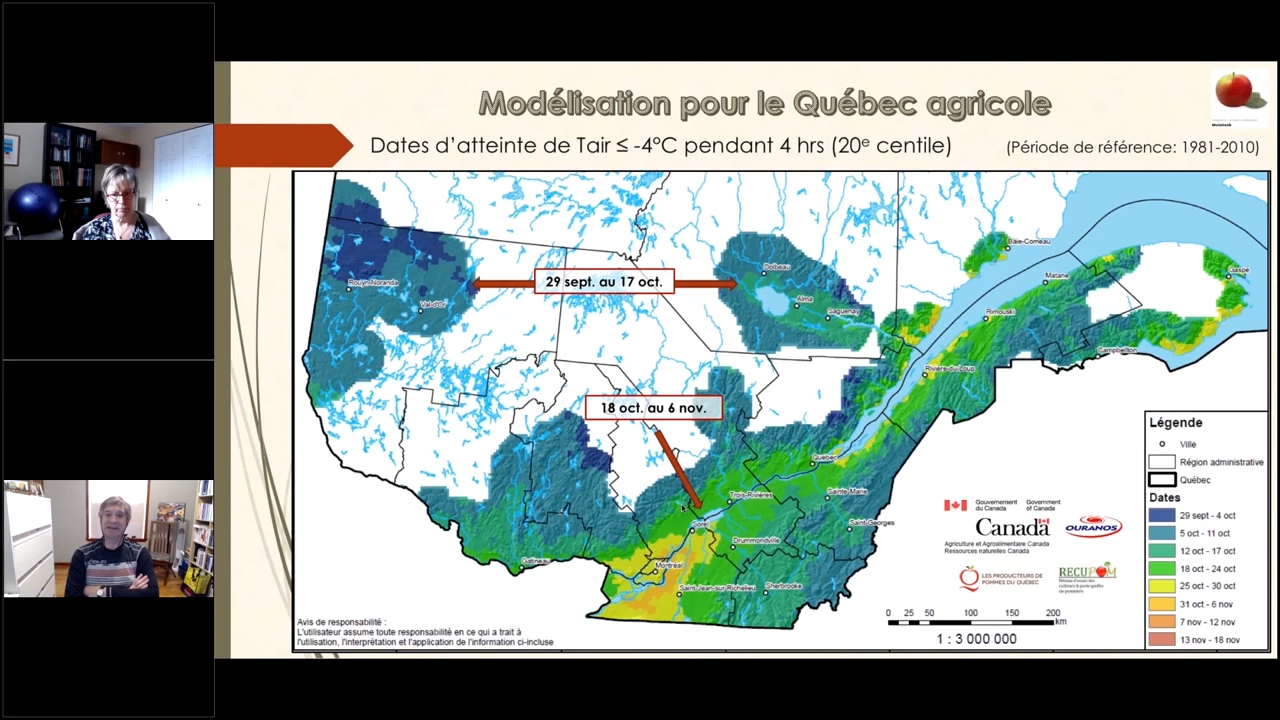 Modélisation pour le Québec agricole
Dates d'atteinte de Tair ≤ -4°C pendant 4 hrs (20e centile)
(Période de référence: 1981-2010)
McIntosh
Baie-Comeau
Gaspé
Matane
Dolbeau
29 sept. au 17 oct.
Rouyn-Noranda
Val-d'Or
Alma
Saguenay
Rimouski
Campbellton
Rivière-du-Loup
18 oct. au 6 nov.
Québec
Trois-Rivières
Sainte-Marie
Sorel
Saint-Georges
Drummondville
Gatineau
Montréal
Saint-Jean-sur-Richelieu
Sherbrooke
Légende
Ville
Région administrative
Québec
Dates
29 sept - 4 oct
5 oct - 11 oct
12 oct - 17 oct
18 oct - 24 oct
25 oct - 30 oct
31 oct - 6 nov
7 nov - 12 nov
13 nov - 18 nov
Gouvernement du Canada
Government of Canada
Canada
OURANOS
Agriculture et Agroalimentaire Canada
Ressources naturelles Canada
LES PRODUCTEURS DE POMMES DU QUÉBEC
RECUPOM
0 25 50 100 150 200
km
1 : 3 000 000
Avis de responsabilité :
L'utilisateur assume toute responsabilité en ce qui a trait à
l'utilisation, l'interprétation et l'application de l'information ci-incluse